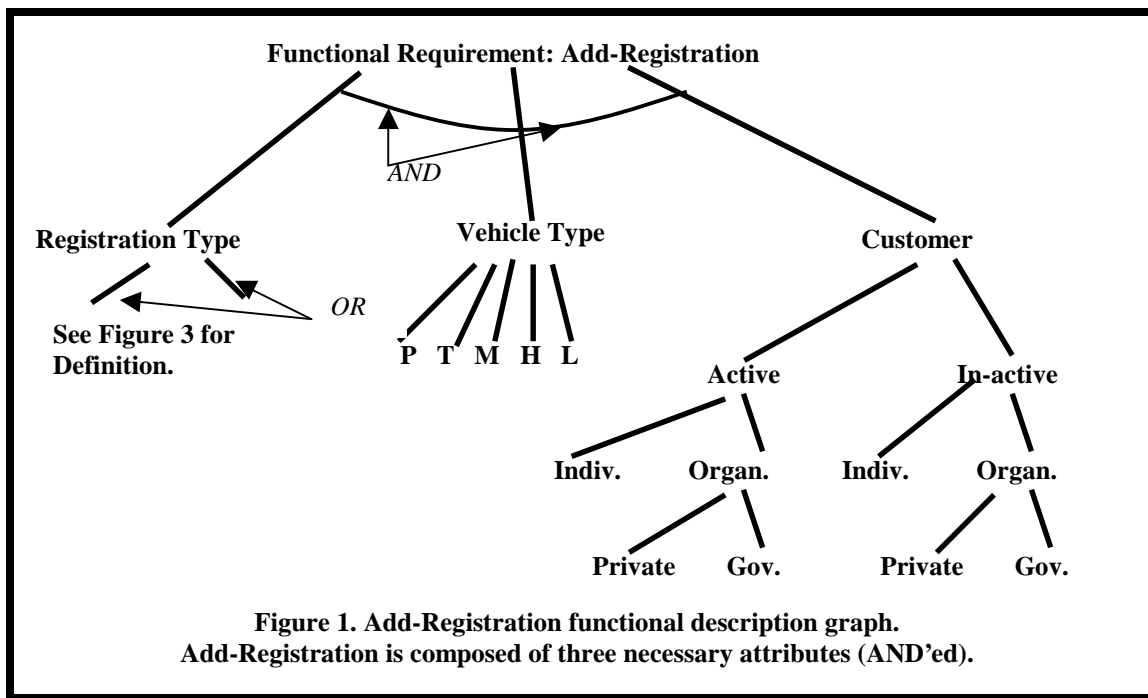 Functional Requirement: Add-Registration
AND
Registration Type
Vehicle Type
Customer
OR
See Figure 3 for
Definition.
P T M H L
Active
In-active
Indiv.
Organ.
Indiv.
Organ.
Private
Gov.
Private
Gov.
Figure 1. Add-Registration functional description graph.
Add-Registration is composed of three necessary attributes (AND’ed).